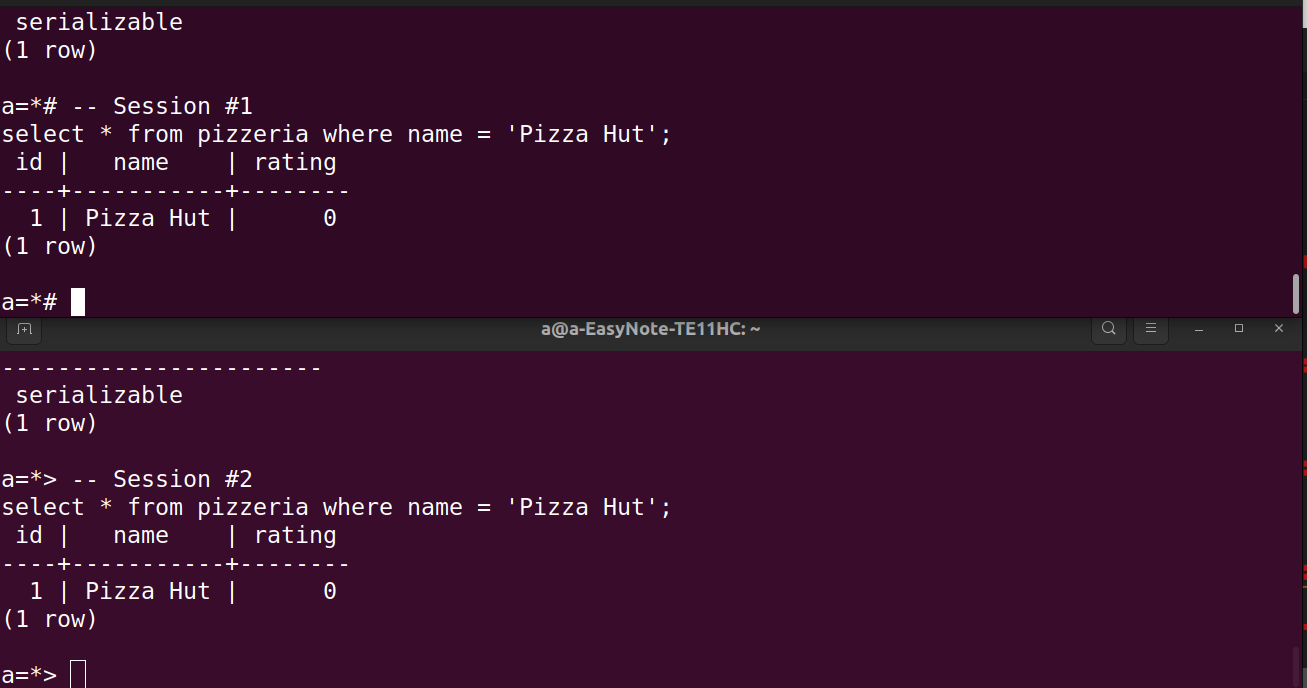 serializable
(1 row)

a=*# -- Session #1
select * from pizzeria where name = 'Pizza Hut';
 id |   name    | rating
----+-----------+--------
  1 | Pizza Hut |      0
(1 row)

a=*#
a@a-EasyNote-TE11HC: ~
-----------------------
 serializable
(1 row)

a=*> -- Session #2
select * from pizzeria where name = 'Pizza Hut';
 id |   name    | rating
----+-----------+--------
  1 | Pizza Hut |      0
(1 row)

a=*>